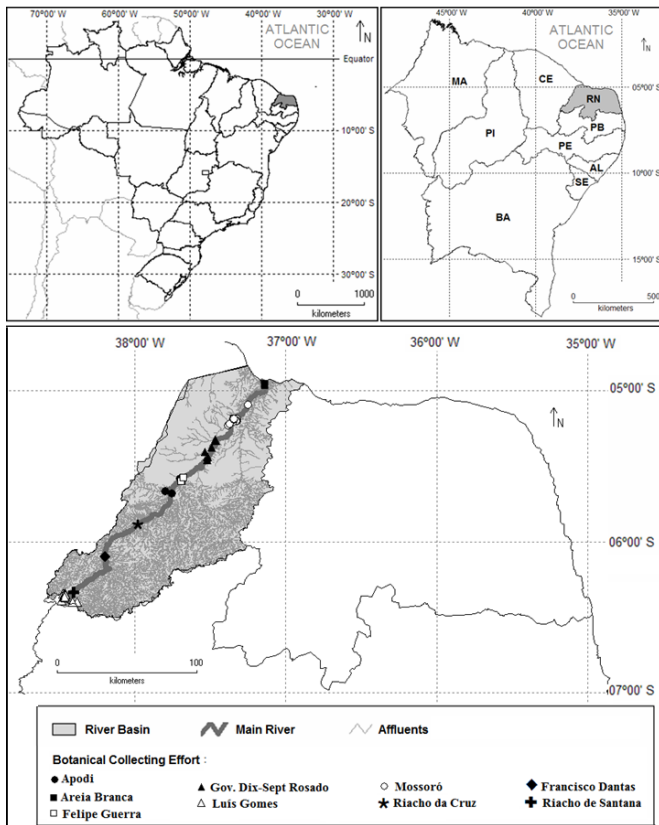 70°00' W 60°00' W 50°00' W 40°00' W 30°00' W
ATLANTIC
OCEAN
N
Equator
10°00' S
20°00' S
30°00' S
0 1000
kilometers
45°00' W 40°00' W 35°00' W
ATLANTIC
OCEAN
N
MA
CE
05°00' S
RN
PI
PB
PE
AL
10°00' S
SE
BA
15°00' S
0 500
kilometers
38°00' W 37°00' W 36°00' W 35°00' W
05°00' S
N
06°00' S
0 100
kilometers
07°00' S
River Basin Main River Affluents
Botanical Collecting Effort :
Apodi Gov. Dix-Sept Rosado Mossoró Francisco Dantas
Areia Branca Luís Gomes Riacho da Cruz Riacho de Santana
Felipe Guerra